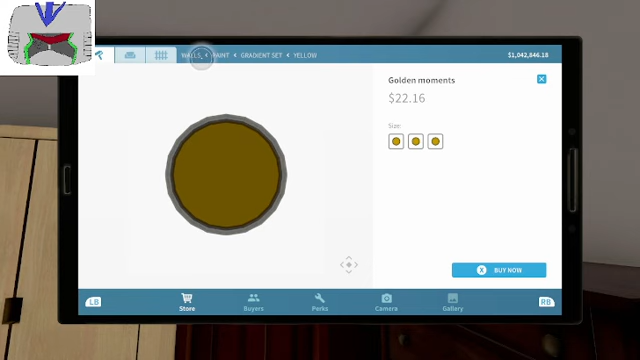 WALLS < PAINT < GRADIENT SET < YELLOW
$1,042,846.18
Golden moments
$22.16
Size:
X BUY NOW
LB
Store
Buyers
Perks
Camera
Gallery
RB